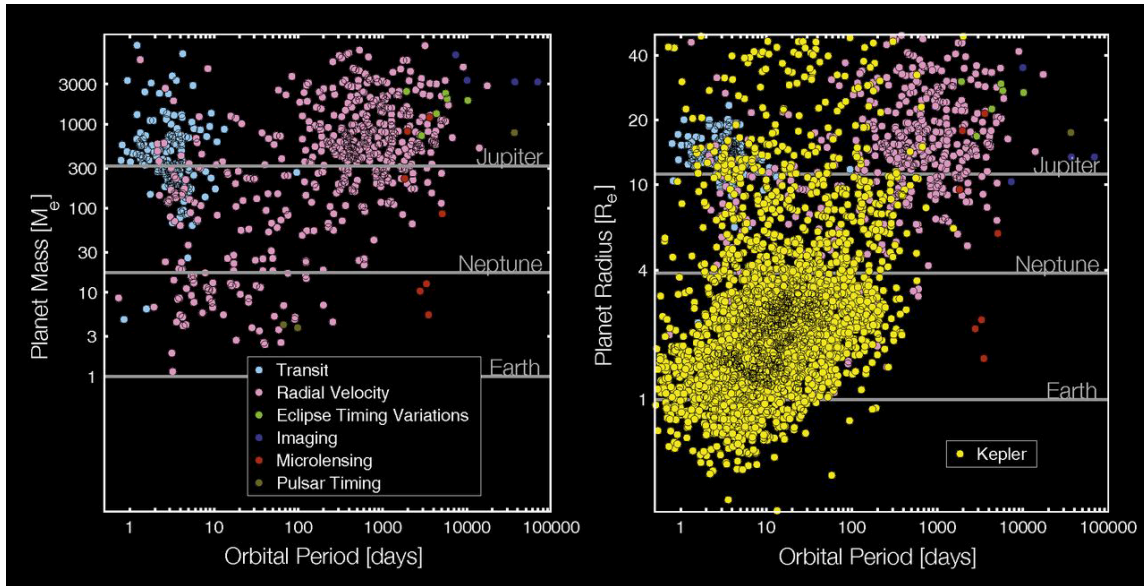 Planet Mass [Me]
3000
1000
300
100
30
10
3
1
Jupiter
Neptune
Earth
Transit
Radial Velocity
Eclipse Timing Variations
Imaging
Microlensing
Pulsar Timing
1 10 100 1000 10000 100000
Orbital Period [days]
Planet Radius [Re]
40
20
10
4
1
Jupiter
Neptune
Earth
Kepler
1 10 100 1000 10000 100000
Orbital Period [days]